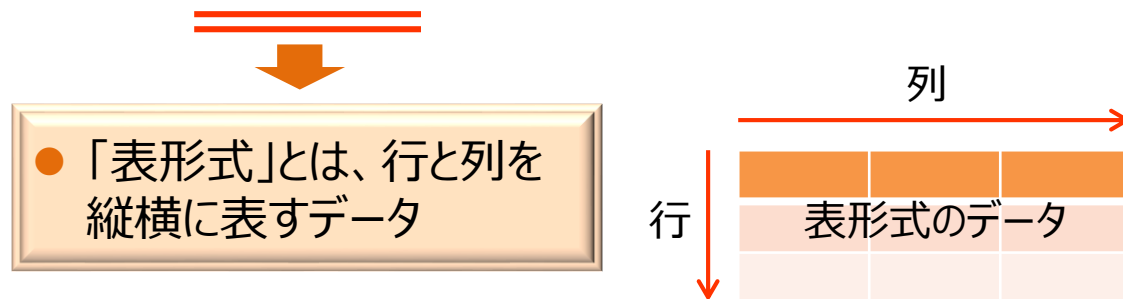 ● 「表形式」とは、行と列を
縦横に表すデータ
列
行
表形式のデータ